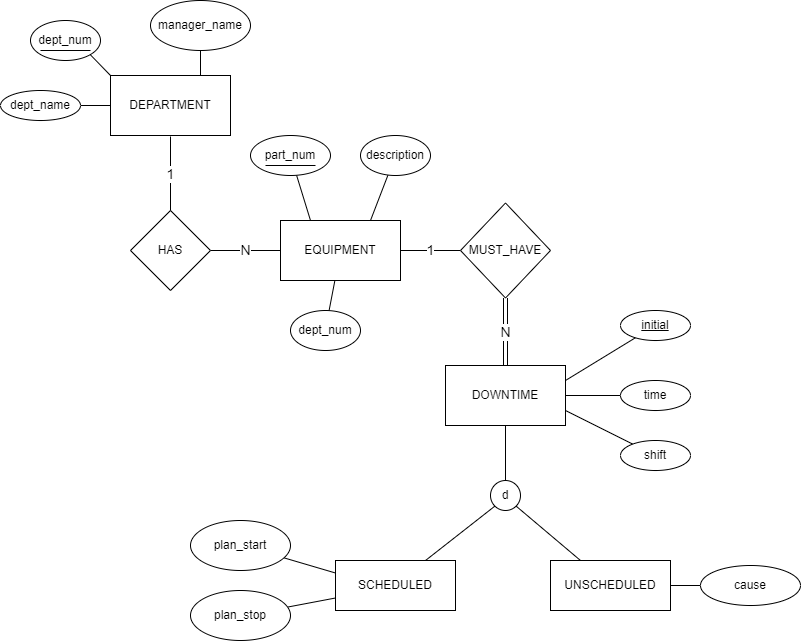 manager_name
dept_num
dept_name
DEPARTMENT
1
part_num
description
HAS
N
EQUIPMENT
1
MUST_HAVE
dept_num
N
initial
DOWNTIME
time
shift
d
plan_start
SCHEDULED
UNSCHEDULED
cause
plan_stop